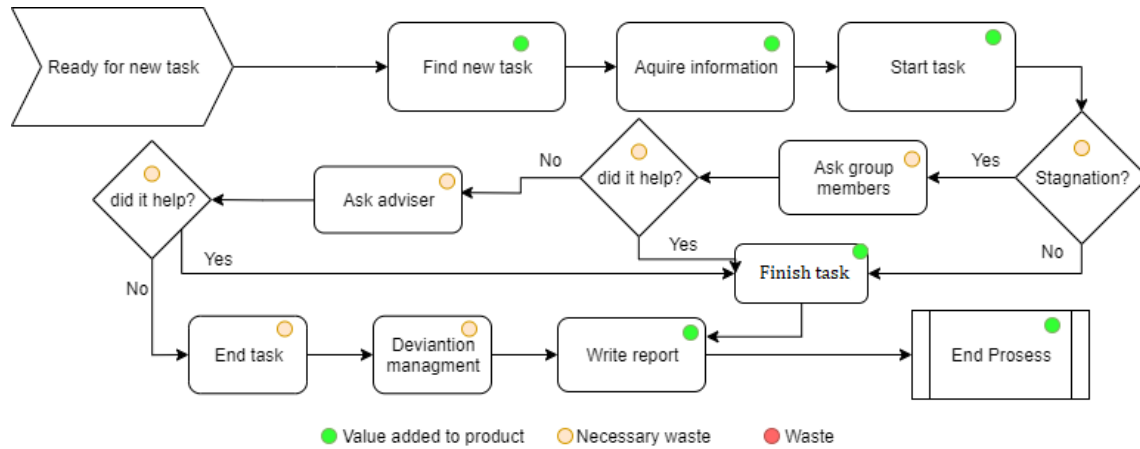 Ready for new task
Find new task
Aquire information
Start task
Stagnation?
Yes
No
Ask group
members
did it help?
No
Yes
Ask adviser
did it help?
Yes
No
Finish task
End task
Deviantion
managment
Write report
End Prosess
Value added to product
Necessary waste
Waste